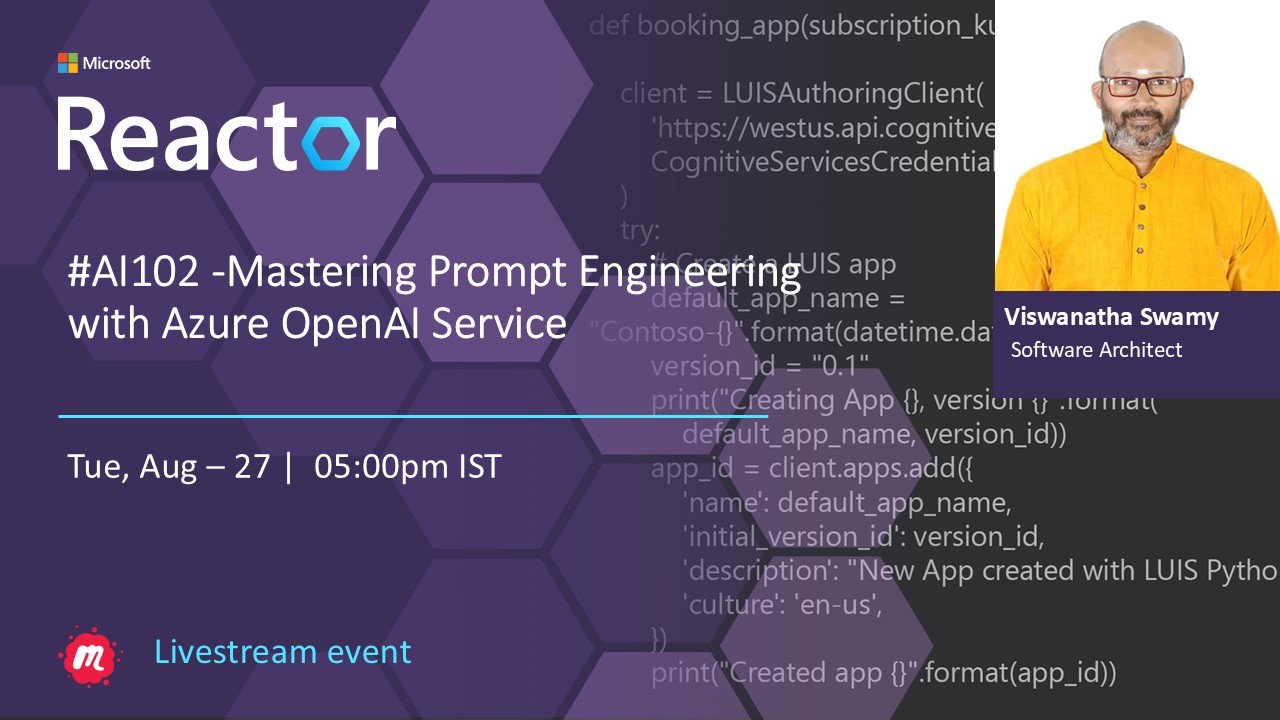 Microsoft
Reactor
#AI102 -Mastering Prompt Engineering
with Azure OpenAI Service
Tue, Aug – 27 | 05:00pm IST
Livestream event
def booking_app(subscription_ku
client = LUISAuthoringClient(
'https://westus.api.cognitive
CognitiveServicesCredential
)
try:
# Create a LUIS app
default_app_name =
"Contoso-{}".format(datetime.dat
version_id = "0.1"
print("Creating App {}, version {}".format(
default_app_name, version_id))
app_id = client.apps.add({
'name': default_app_name,
'initial_version_id': version_id,
'description': "New App created with LUIS Pytho
'culture': 'en-us',
})
print("Created app {}".format(app_id))
Viswanatha Swamy
Software Architect